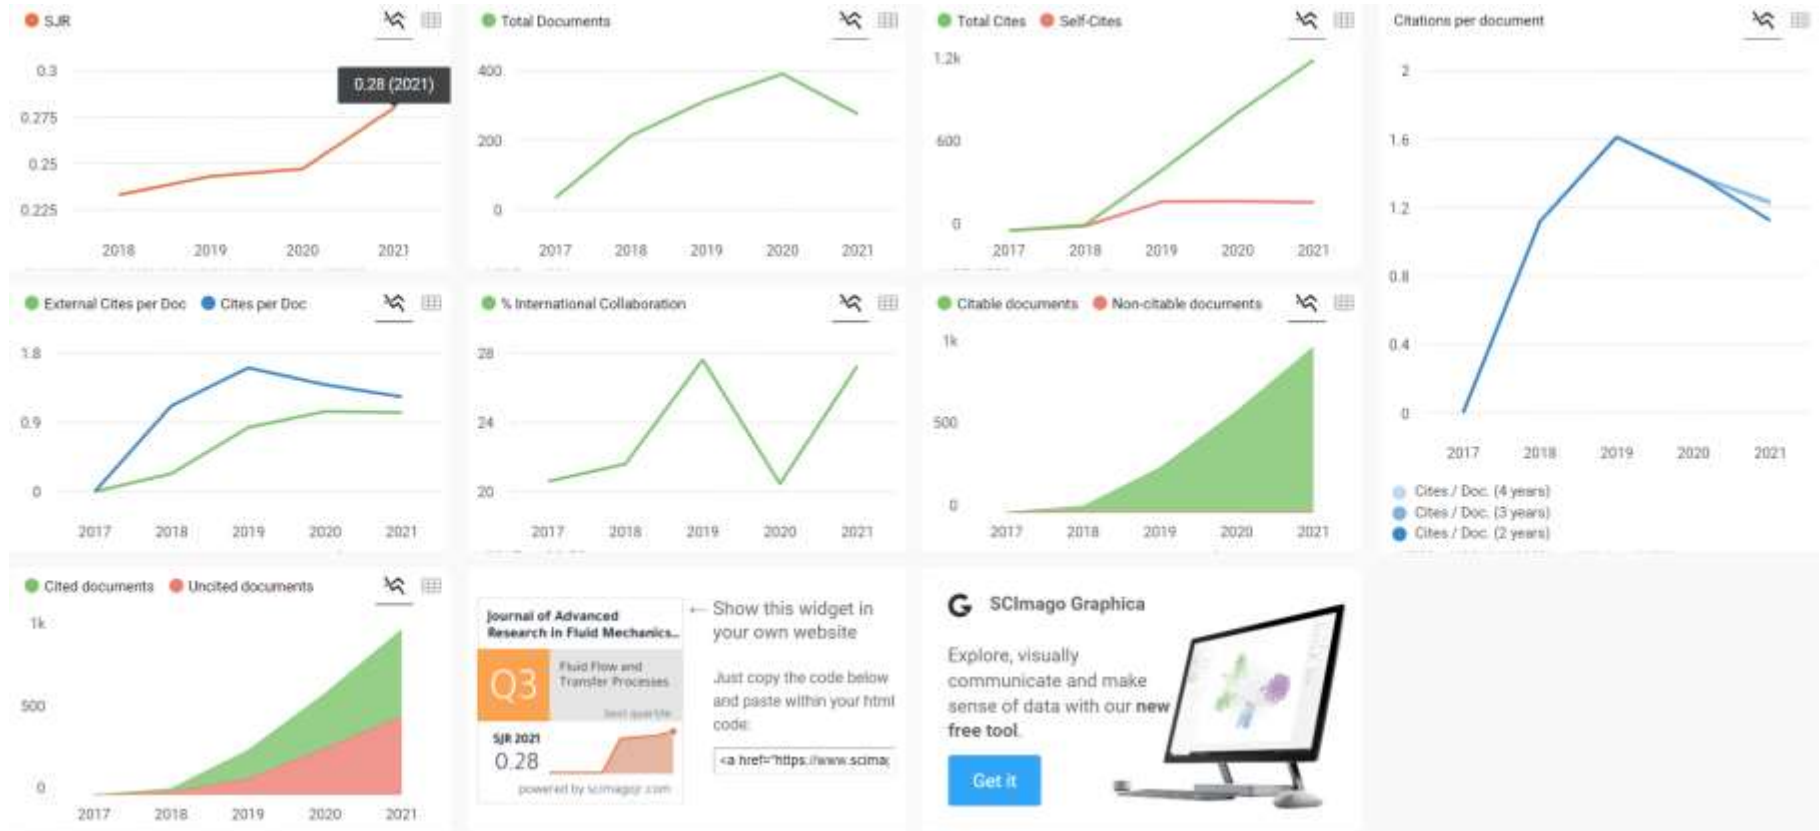 SJR
0.3
0.275
0.25
0.225
0.28 (2021)
2018 2019 2020 2021
Total Documents
400
200
0
2017 2018 2019 2020 2021
Total Cites Self-Cites
1.2k
600
0
2017 2018 2019 2020 2021
Citations per document
2
1.6
1.2
0.8
0.4
0
2017 2018 2019 2020 2021
Cites / Doc. (4 years)
Cites / Doc. (3 years)
Cites / Doc. (2 years)
External Cites per Doc Cites per Doc
1.8
0.9
0
2017 2018 2019 2020 2021
% International Collaboration
28
24
20
2017 2018 2019 2020 2021
Citable documents Non-citable documents
1k
500
0
2017 2018 2019 2020 2021
Cited documents Uncited documents
1k
500
0
2017 2018 2019 2020 2021
Journal of Advanced
Research in Fluid Mechanics...
Q3
Fluid Flow and
Transfer Processes
best quartile
SJR 2021
0.28
powered by scimagojr.com
← Show this widget in
your own website
Just copy the code below
and paste within your html
code:
<a href="https://www.scimag
SCImago Graphica
Explore, visually
communicate and make
sense of data with our new
free tool.
Get it